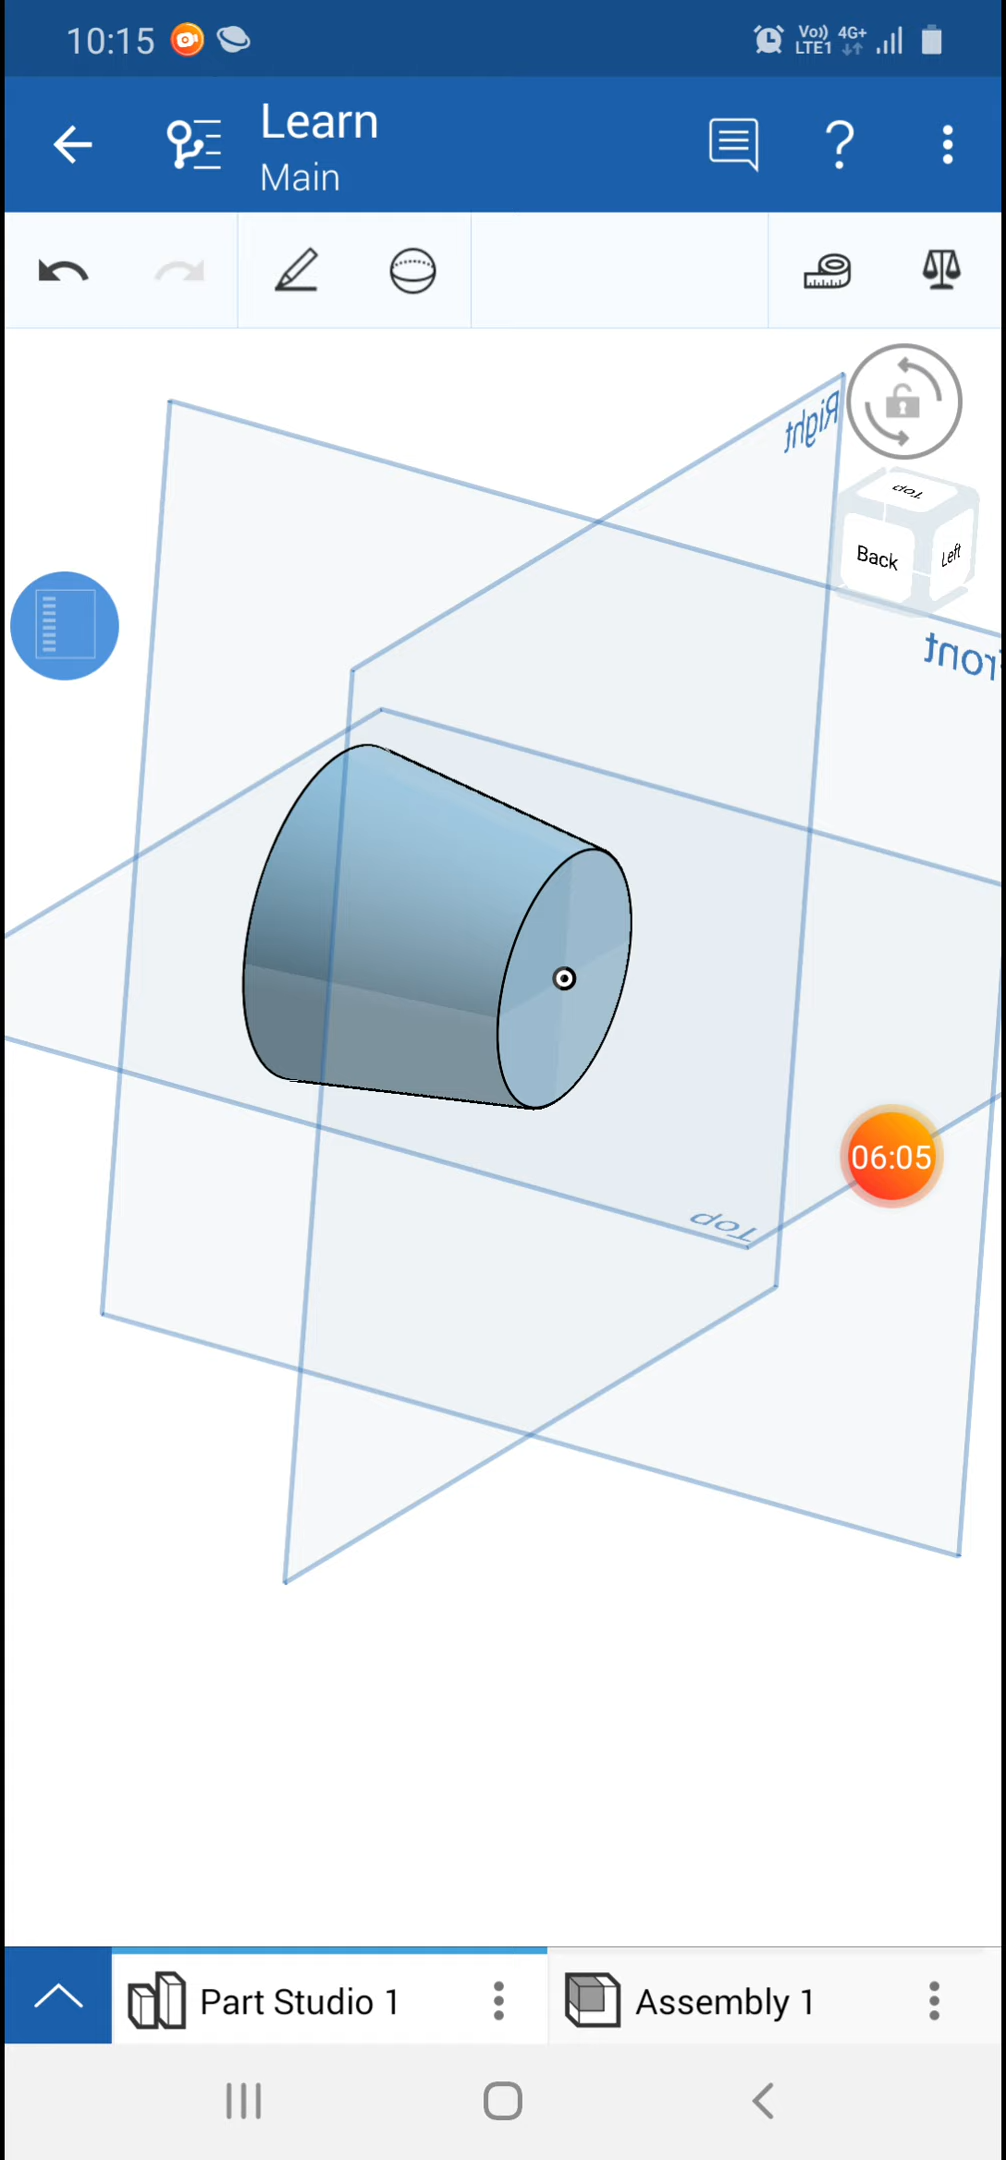 10:15
Vo))
LTE1
4G+
Learn
Main
?
Right
Top
Back
Left
Front
06:05
Top
Part Studio 1
Assembly 1